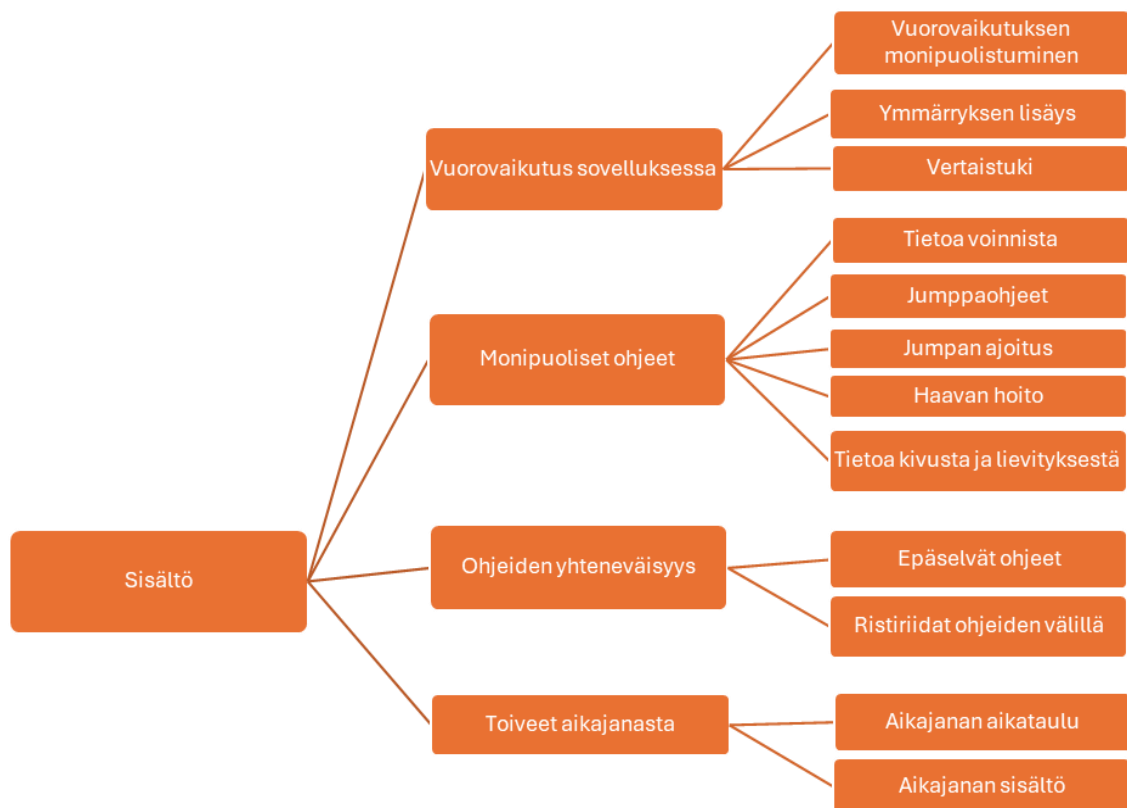 Vuorovaikutuksen
monipuolistuminen
Ymmärryksen lisäys
Vuorovaikutus sovelluksessa
Vertaistuki
Tietoa voinnista
Jumppaohjeet
Monipuoliset ohjeet
Jumpan ajoitus
Haavan hoito
Tietoa kivusta ja lievityksestä
Sisältö
Ohjeiden yhteneväisyys
Epäselvät ohjeet
Ristiriidat ohjeiden välillä
Toiveet aikajanasta
Aikajanan aikataulu
Aikajanan sisältö